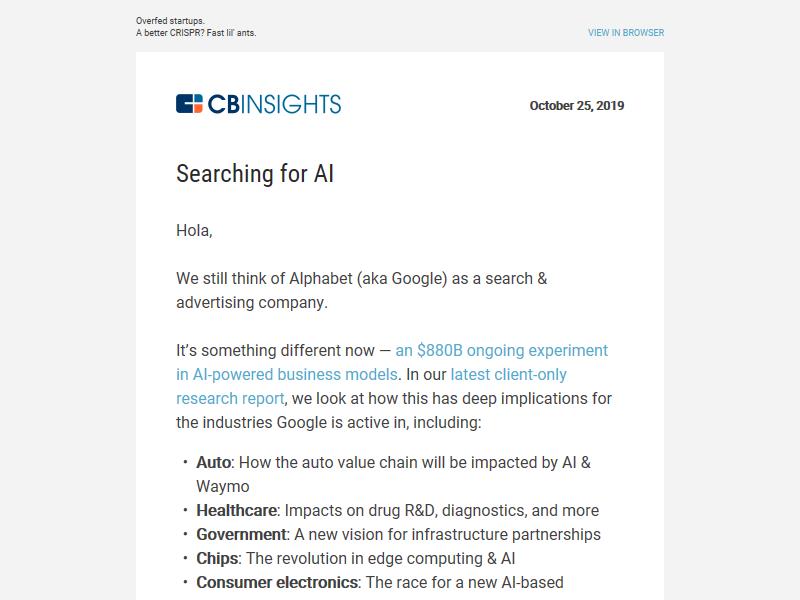 Overfed startups.
A better CRISPR? Fast lil' ants.
VIEW IN BROWSER
CBINSIGHTS
October 25, 2019
Searching for AI
Hola,
We still think of Alphabet (aka Google) as a search &
advertising company.
It’s something different now — an $880B ongoing experiment
in AI-powered business models. In our latest client-only
research report, we look at how this has deep implications for
the industries Google is active in, including:
• Auto: How the auto value chain will be impacted by AI &
Waymo
• Healthcare: Impacts on drug R&D, diagnostics, and more
• Government: A new vision for infrastructure partnerships
• Chips: The revolution in edge computing & AI
• Consumer electronics: The race for a new AI-based